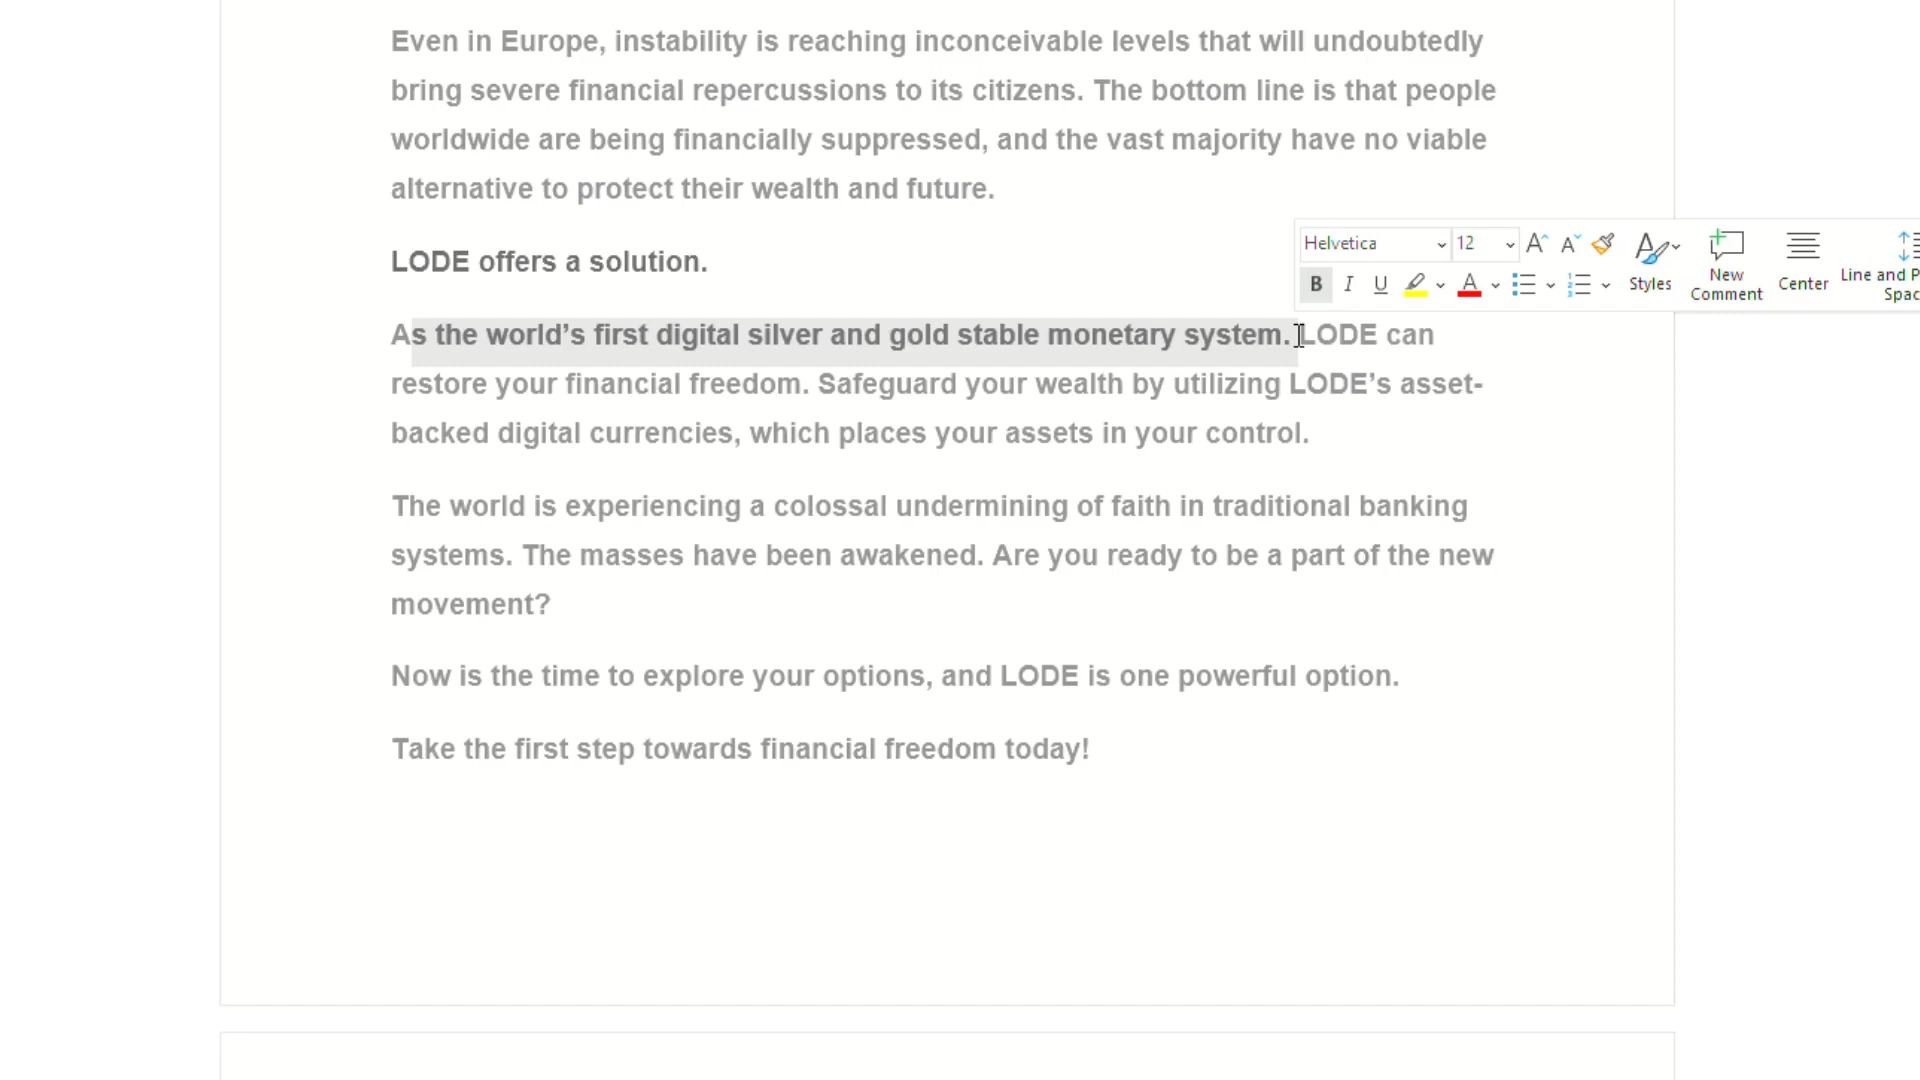 Even in Europe, instability is reaching inconceivable levels that will undoubtedly
bring severe financial repercussions to its citizens. The bottom line is that people
worldwide are being financially suppressed, and the vast majority have no viable
alternative to protect their wealth and future.
Helvetica 12
LODE offers a solution.
B I U Styles New Comment Center Line and P
Spac
As the world’s first digital silver and gold stable monetary system. LODE can
restore your financial freedom. Safeguard your wealth by utilizing LODE’s asset-
backed digital currencies, which places your assets in your control.
The world is experiencing a colossal undermining of faith in traditional banking
systems. The masses have been awakened. Are you ready to be a part of the new
movement?
Now is the time to explore your options, and LODE is one powerful option.
Take the first step towards financial freedom today!